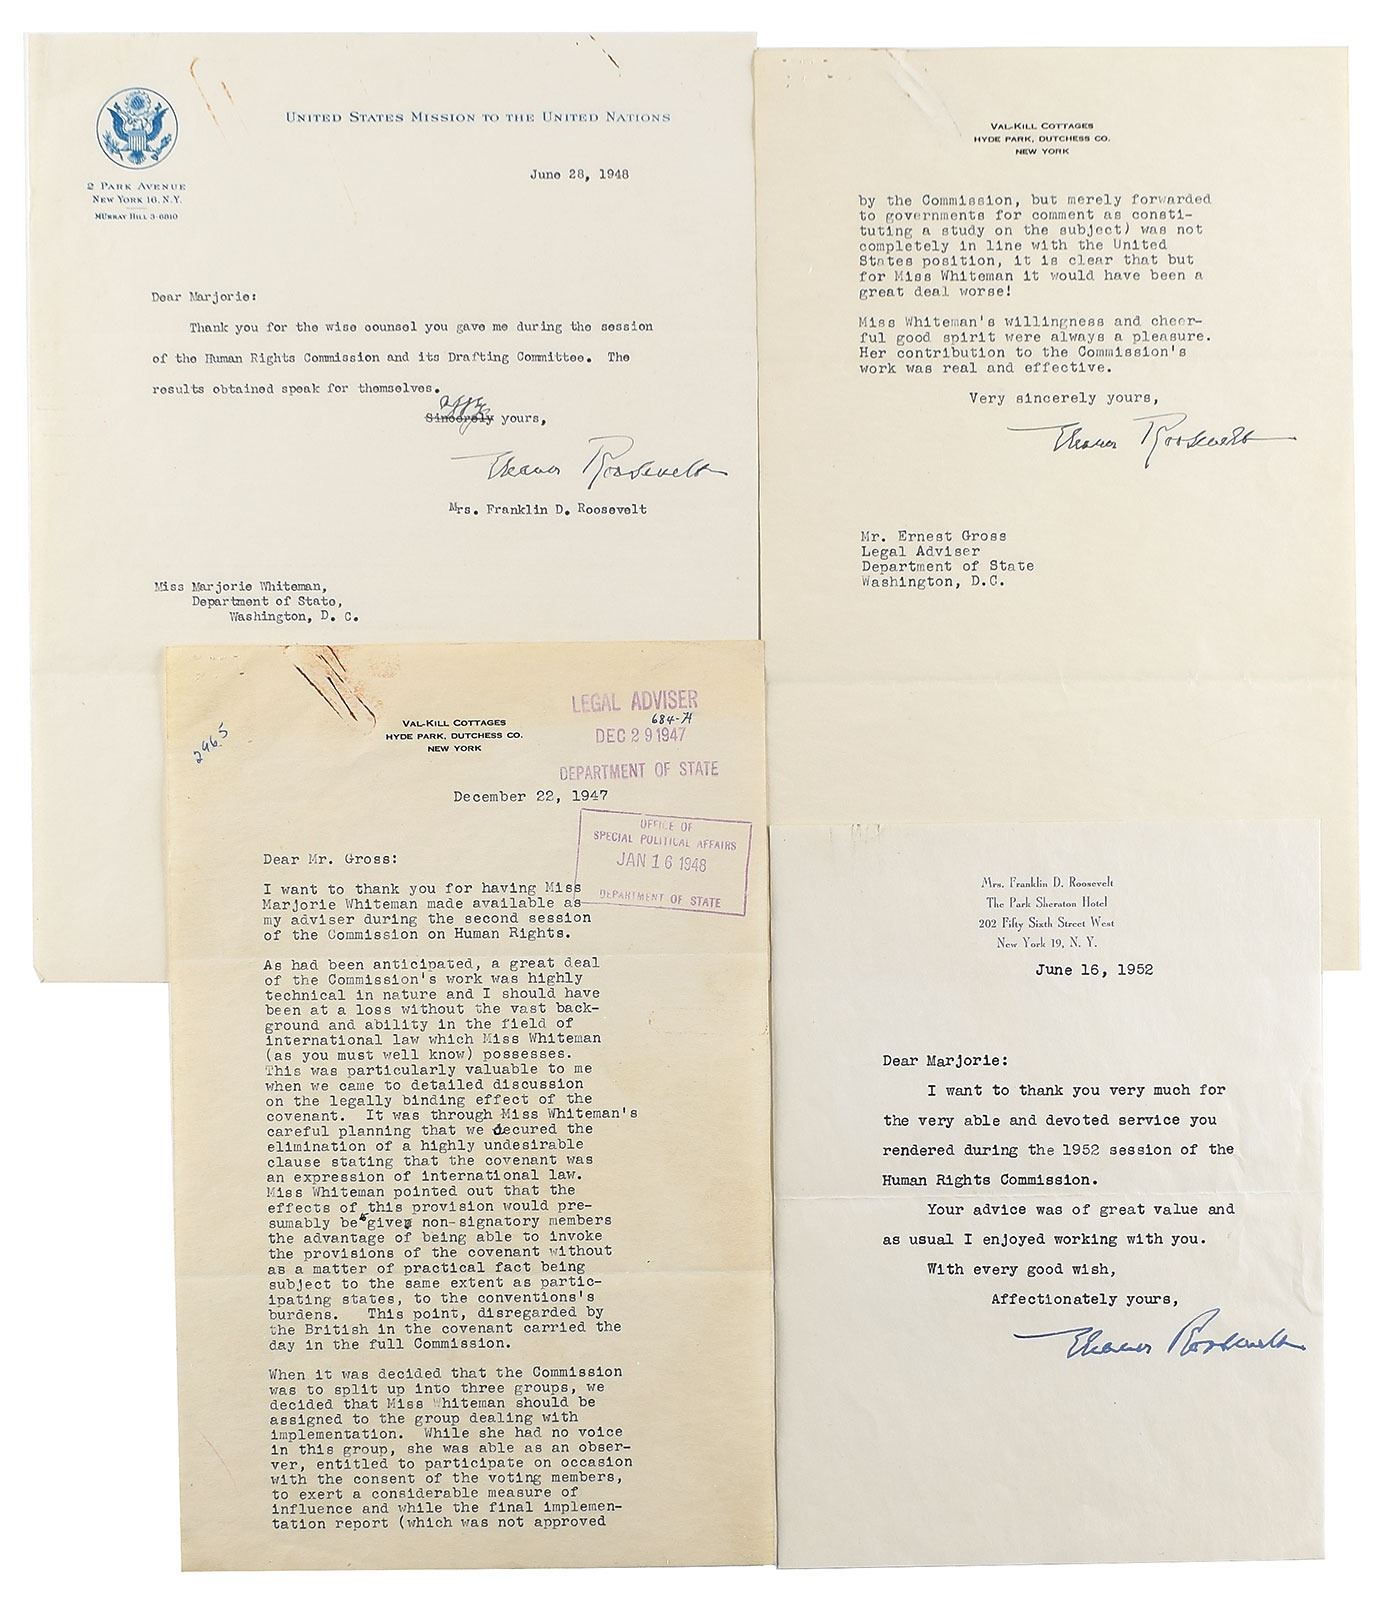 United States Mission to the United Nations
2 Park Avenue
New York 16, N.Y.
MUrray Hill 3-6810
June 28, 1948
Dear Marjorie:
Thank you for the wise counsel you gave me during the session
of the Human Rights Commission and its Drafting Committee. The
results obtained speak for themselves.
Sincerely yours,
Eleanor Roosevelt
Mrs. Franklin D. Roosevelt
Miss Marjorie Whiteman,
Department of State,
Washington, D. C.
Val-Kill Cottages
Hyde Park, Dutchess Co.
New York
by the Commission, but merely forwarded
to governments for comment as consti-
tuting a study on the subject) was not
completely in line with the United
States position, it is clear that but
for Miss Whiteman it would have been a
great deal worse!
Miss Whiteman's willingness and cheer-
ful good spirit were always a pleasure.
Her contribution to the Commission's
work was real and effective.
Very sincerely yours,
Eleanor Roosevelt
Mr. Ernest Gross
Legal Adviser
Department of State
Washington, D.C.
2965
Val-Kill Cottages
Hyde Park, Dutchess Co.
New York
LEGAL ADVISER
684-H
DEC 29 1947
DEPARTMENT OF STATE
December 22, 1947
OFFICE OF
SPECIAL POLITICAL AFFAIRS
JAN 16 1948
DEPARTMENT OF STATE
Dear Mr. Gross:
I want to thank you for having Miss
Marjorie Whiteman made available as
my adviser during the second session
of the Commission on Human Rights.
As had been anticipated, a great deal
of the Commission's work was highly
technical in nature and I should have
been at a loss without the vast back-
ground and ability in the field of
international law which Miss Whiteman
(as you must well know) possesses.
This was particularly valuable to me
when we came to detailed discussion
on the legally binding effect of the
covenant. It was through Miss Whiteman's
careful planning that we secured the
elimination of a highly undesirable
clause stating that the covenant was
an expression of international law.
Miss Whiteman pointed out that the
effects of this provision would pre-
sumably be to give non-signatory members
the advantage of being able to invoke
the provisions of the covenant without
as a matter of practical fact being
subject to the same extent as partic-
ipating states, to the conventions's
burdens. This point, disregarded by
the British in the covenant carried the
day in the full Commission.
When it was decided that the Commission
was to split up into three groups, we
decided that Miss Whiteman should be
assigned to the group dealing with
implementation. While she had no voice
in this group, she was able as an obser-
ver, entitled to participate on occasion
with the consent of the voting members,
to exert a considerable measure of
influence and while the final implemen-
tation report (which was not approved
Mrs. Franklin D. Roosevelt
The Park Sheraton Hotel
202 Fifty Sixth Street West
New York 19, N. Y.
June 16, 1952
Dear Marjorie:
I want to thank you very much for
the very able and devoted service you
rendered during the 1952 session of the
Human Rights Commission.
Your advice was of great value and
as usual I enjoyed working with you.
With every good wish,
Affectionately yours,
Eleanor Roosevelt